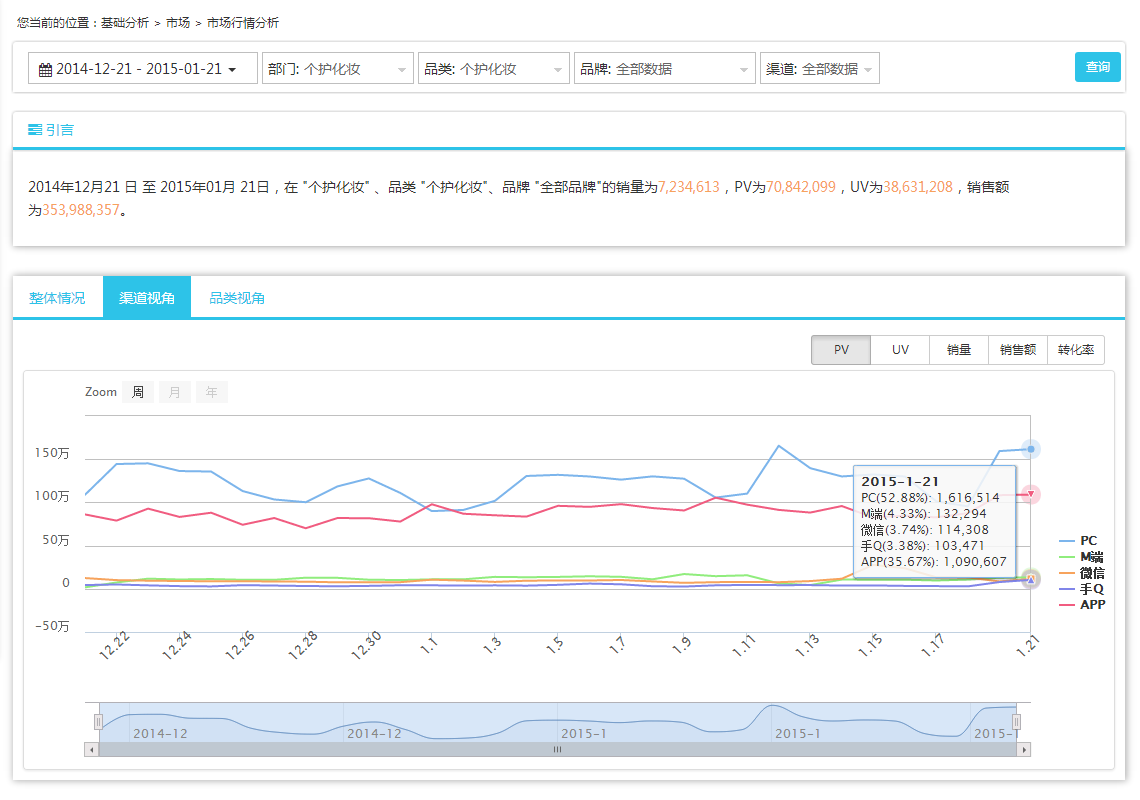 您当前的位置：基础分析 > 市场 > 市场行情分析
2014-12-21 - 2015-01-21 部门: 个护化妆 品类: 个护化妆 品牌: 全部数据 渠道: 全部数据 查询
引言
2014年12月21 日 至 2015年01月 21日，在 "个护化妆" 、品类 "个护化妆"、品牌 "全部品牌"的销量为7,234,613，PV为70,842,099，UV为38,631,208，销售额
为353,988,357。
整体情况 渠道视角 品类视角
PV UV 销量 销售额 转化率
Zoom 周 月 年
150万
100万
50万
0
-50万
2015-1-21
PC(52.88%): 1,616,514
M端(4.33%): 132,294
微信(3.74%): 114,308
手Q(3.38%): 103,471
APP(35.67%): 1,090,607
PC
M端
微信
手Q
APP
12.22 12.24 12.26 12.28 12.30 1.1 1.3 1.5 1.7 1.9 1.11 1.13 1.15 1.17 1.21
2014-12 2014-12 2015-1 2015-1 2015-1